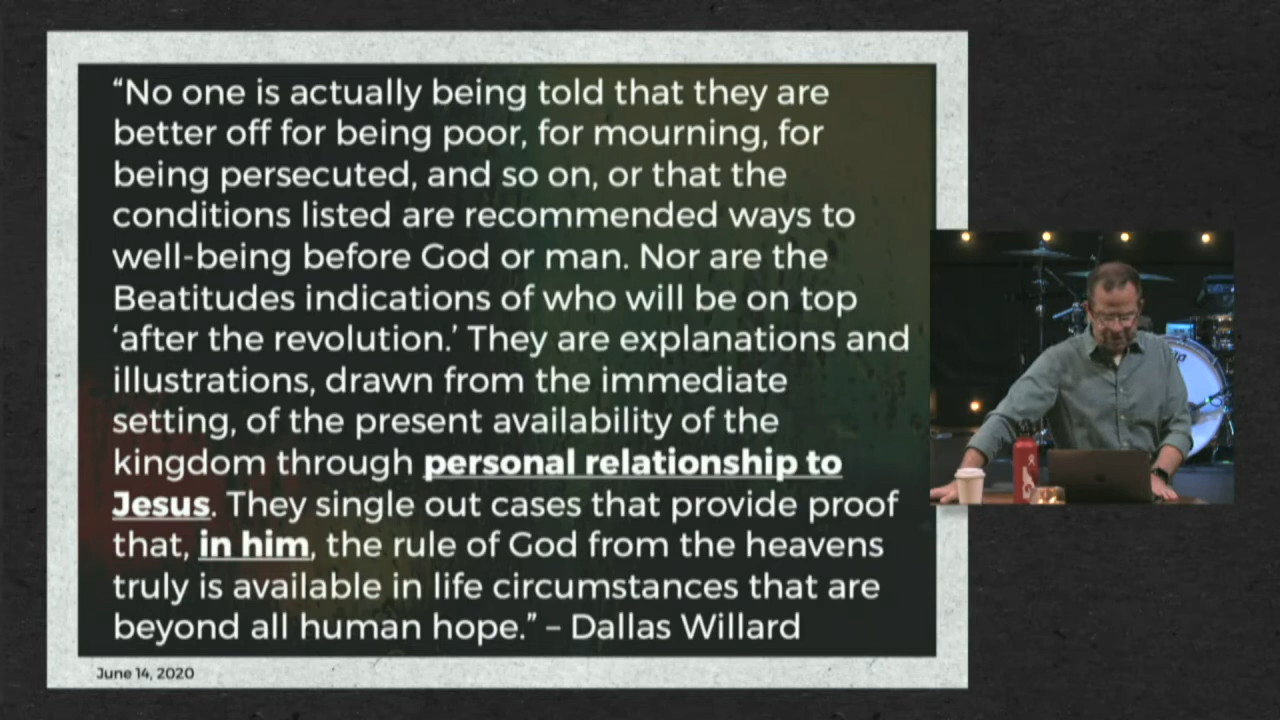 “No one is actually being told that they are
better off for being poor, for mourning, for
being persecuted, and so on, or that the
conditions listed are recommended ways to
well-being before God or man. Nor are the
Beatitudes indications of who will be on top
‘after the revolution.’ They are explanations and
illustrations, drawn from the immediate
setting, of the present availability of the
kingdom through personal relationship to
Jesus. They single out cases that provide proof
that, in him, the rule of God from the heavens
truly is available in life circumstances that are
beyond all human hope.” – Dallas Willard
June 14, 2020